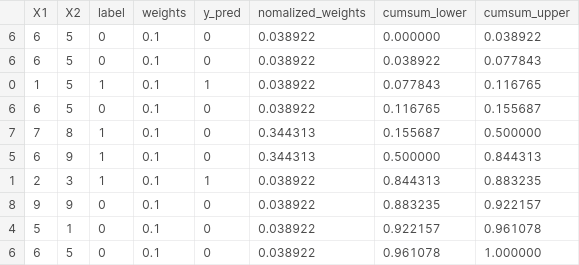 X1 X2 label weights y_pred nomalized_weights cumsum_lower cumsum_upper
6 6 5 0 0.1 0 0.038922 0.000000 0.038922
6 6 5 0 0.1 0 0.038922 0.038922 0.077843
0 1 5 1 0.1 1 0.038922 0.077843 0.116765
6 6 5 0 0.1 0 0.038922 0.116765 0.155687
7 7 8 1 0.1 0 0.344313 0.155687 0.500000
5 6 9 1 0.1 0 0.344313 0.500000 0.844313
1 2 3 1 0.1 1 0.038922 0.844313 0.883235
8 9 9 0 0.1 0 0.038922 0.883235 0.922157
4 5 1 0 0.1 0 0.038922 0.922157 0.961078
6 6 5 0 0.1 0 0.038922 0.961078 1.000000